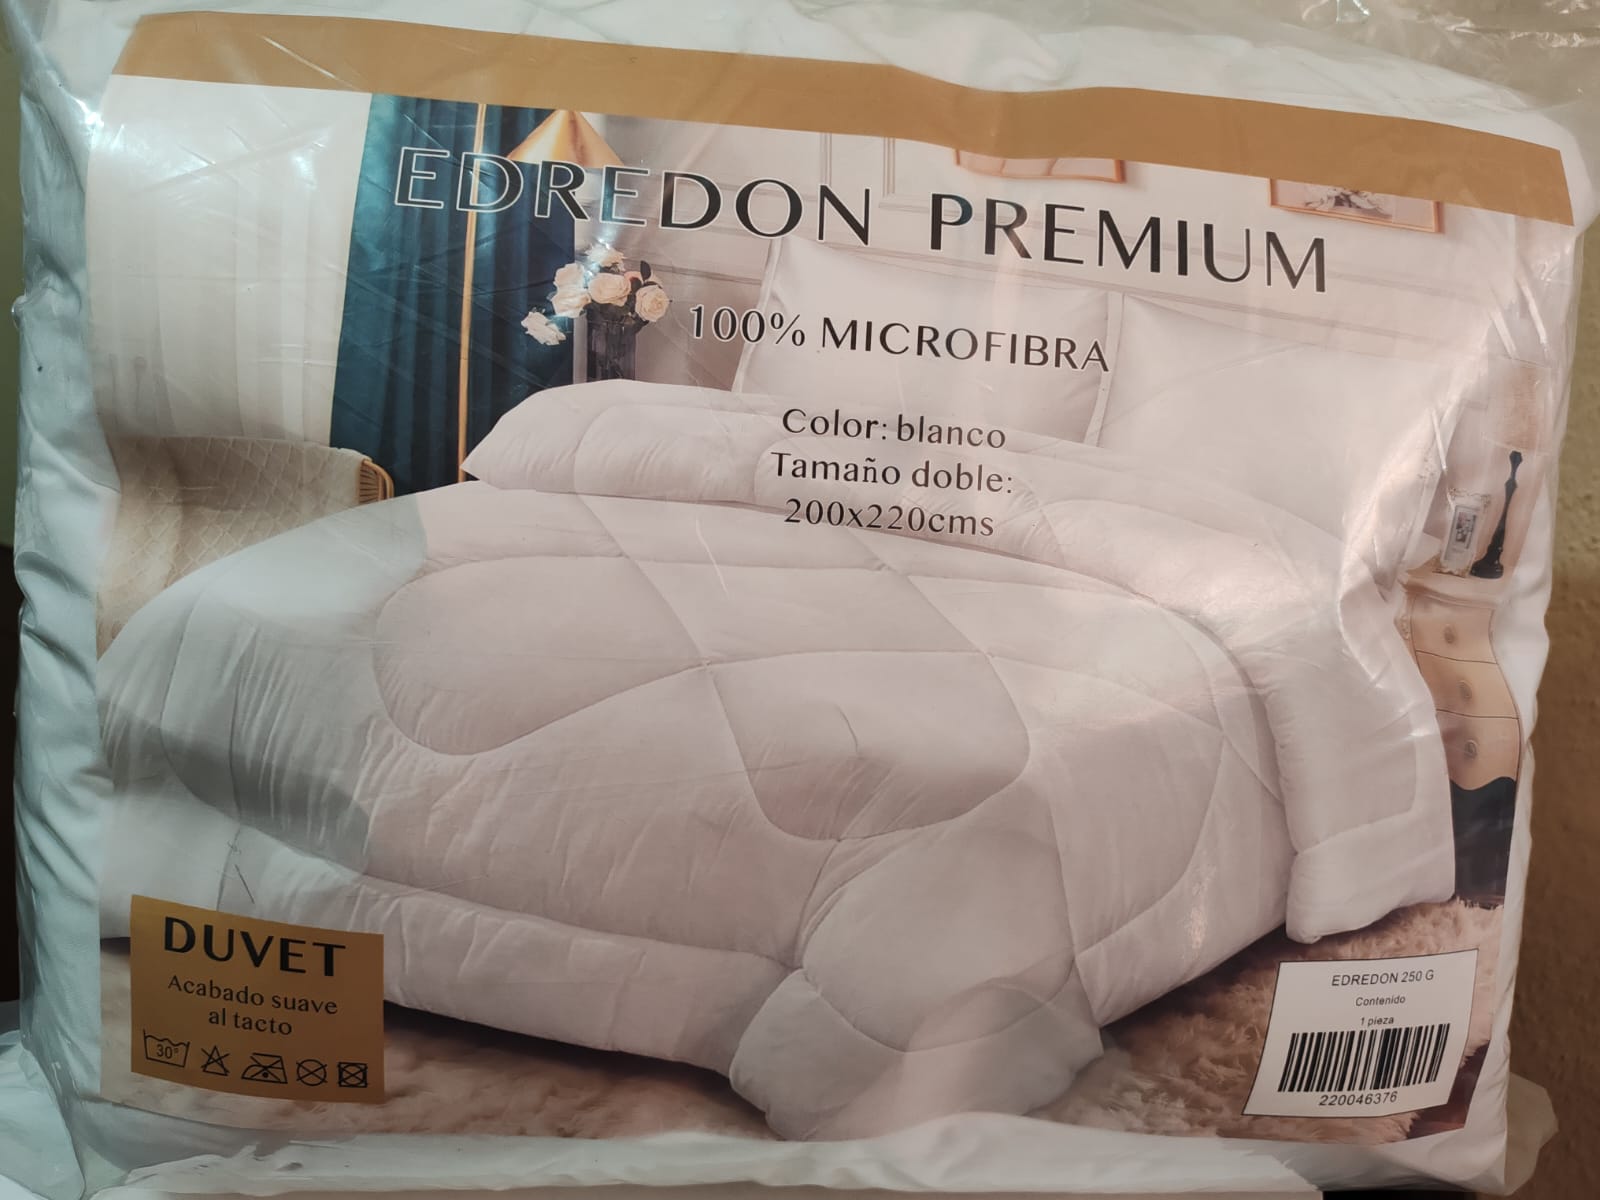 EDREDON PREMIUM
100% MICROFIBRA
Color: blanco
Tamaño doble:
200x220cms
DUVET
Acabado suave
al tacto
30°
EDREDON 250 G
Contenido
1 pieza
220046376